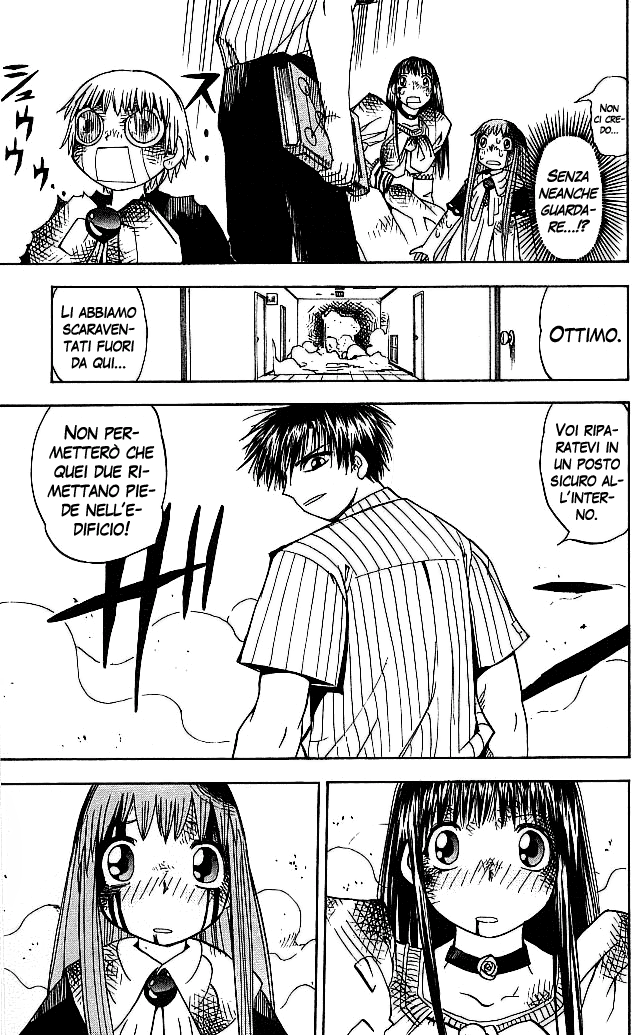 NON
CI CRE-
DO...
SENZA
NEANCHE
GUARDA-
RE...!?
ス
...
シュ
ウ
ウ...
OTTIMO.
LI ABBIAMO
SCARAVEN-
TATI FUORI
DA QUI...
VOI RIPA-
RATEVI IN
UN POSTO
SICURO AL-
L'INTER-
NO.
NON PER-
METTERÒ CHE
QUEI DUE RI-
METTANO PIE-
DE NELL'E-
DIFICIO!
ザッ